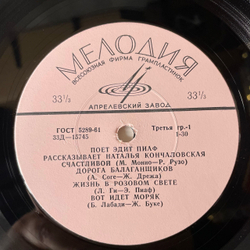 МЕЛОДИЯ
ВСЕСОЮЗНАЯ ФИРМА ГРАМПЛАСТИНОК
33⅓ 33⅓
АПРЕЛЕВСКИЙ ЗАВОД
ГОСТ 5289-61 Третья гр.-1
33Д—15745 1-30
ПОЕТ ЭДИТ ПИАФ
РАССКАЗЫВАЕТ НАТАЛЬЯ КОНЧАЛОВСКАЯ
СЧАСТЛИВОЙ (М. Монно—Р. Рузо)
ДОРОГА БАЛАГАНЩИКОВ
(А. Соге—Ж. Дрежа)
ЖИЗНЬ В РОЗОВОМ СВЕТЕ
(Л. Ги—Э. Пиаф)
ВОТ ИДЕТ МОРЯК
(Б. Лабади—Ж. Буке)